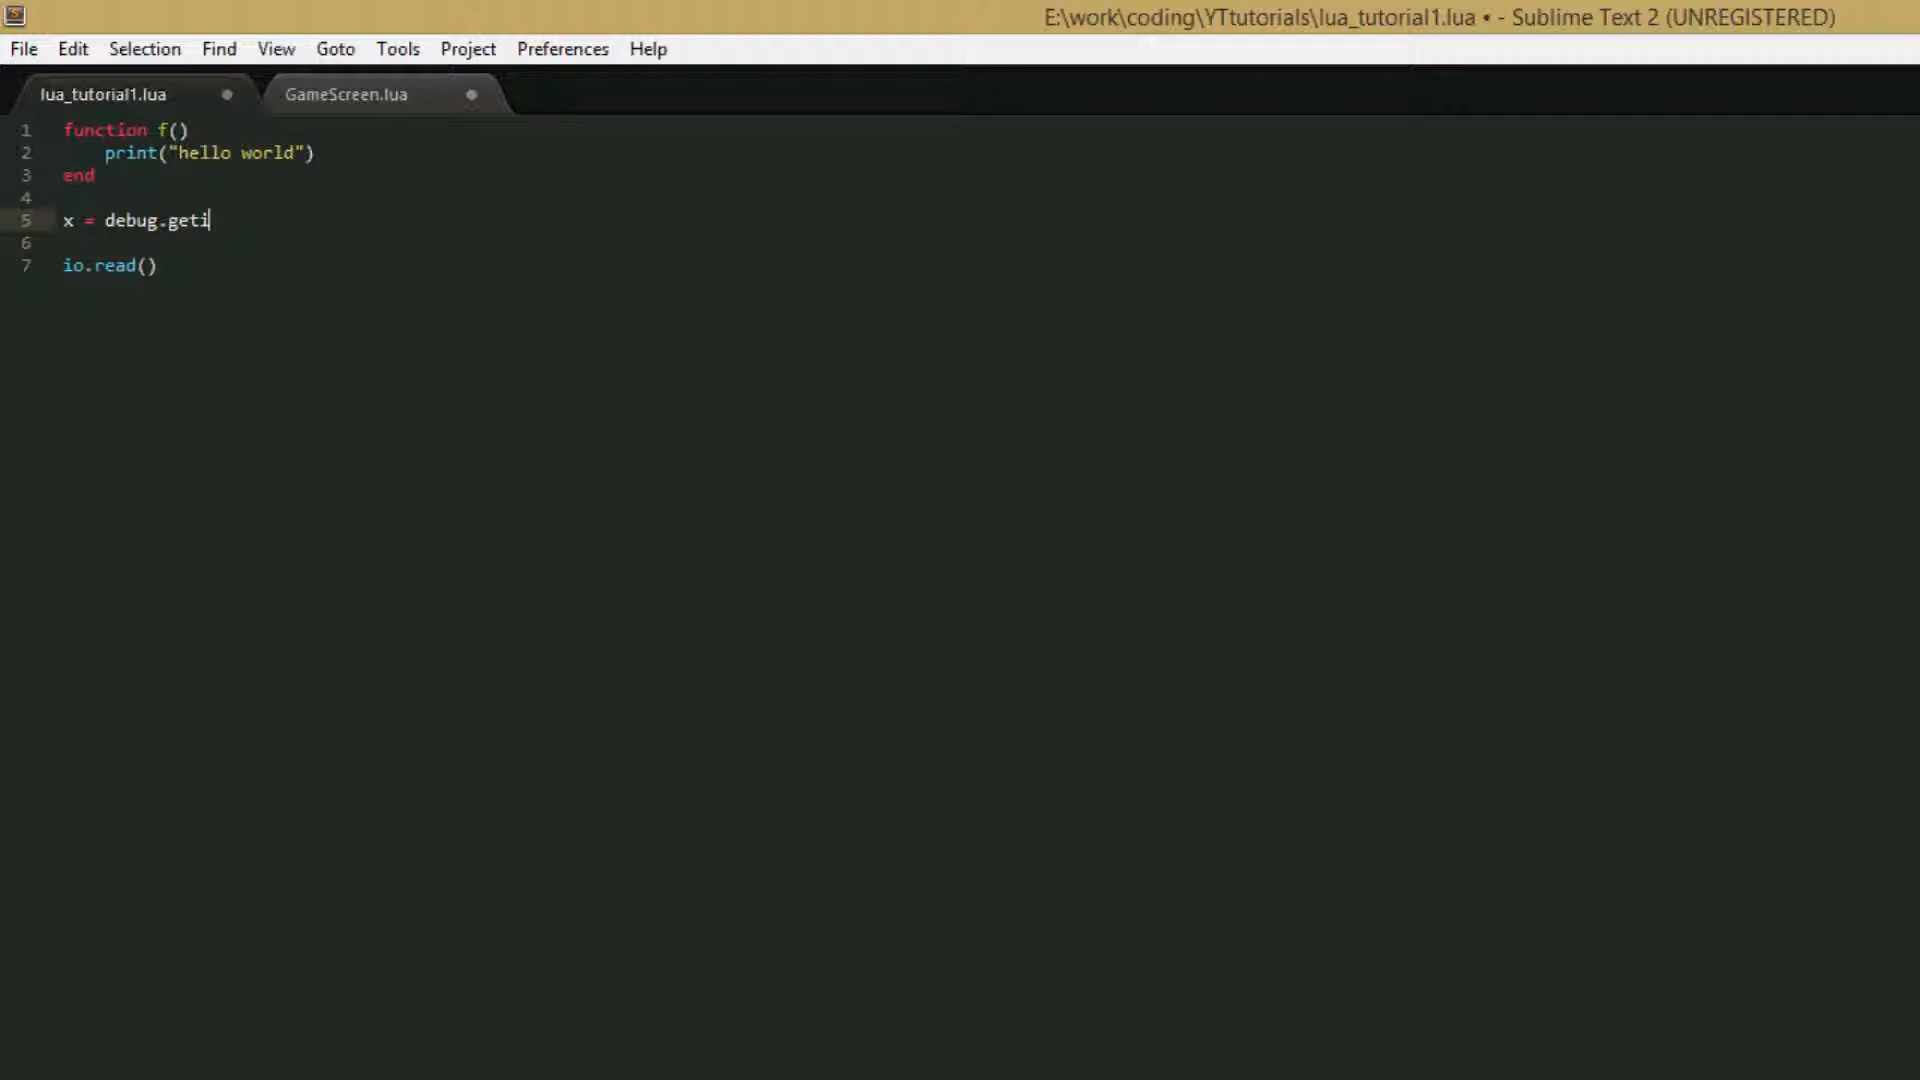 E:\work\coding\YTtutorials\lua_tutorial1.lua • - Sublime Text 2 (UNREGISTERED)
File Edit Selection Find View Goto Tools Project Preferences Help
lua_tutorial1.lua GameScreen.lua
1 function f()
2     print("hello world")
3 end
4
5 x = debug.geti
6
7 io.read()